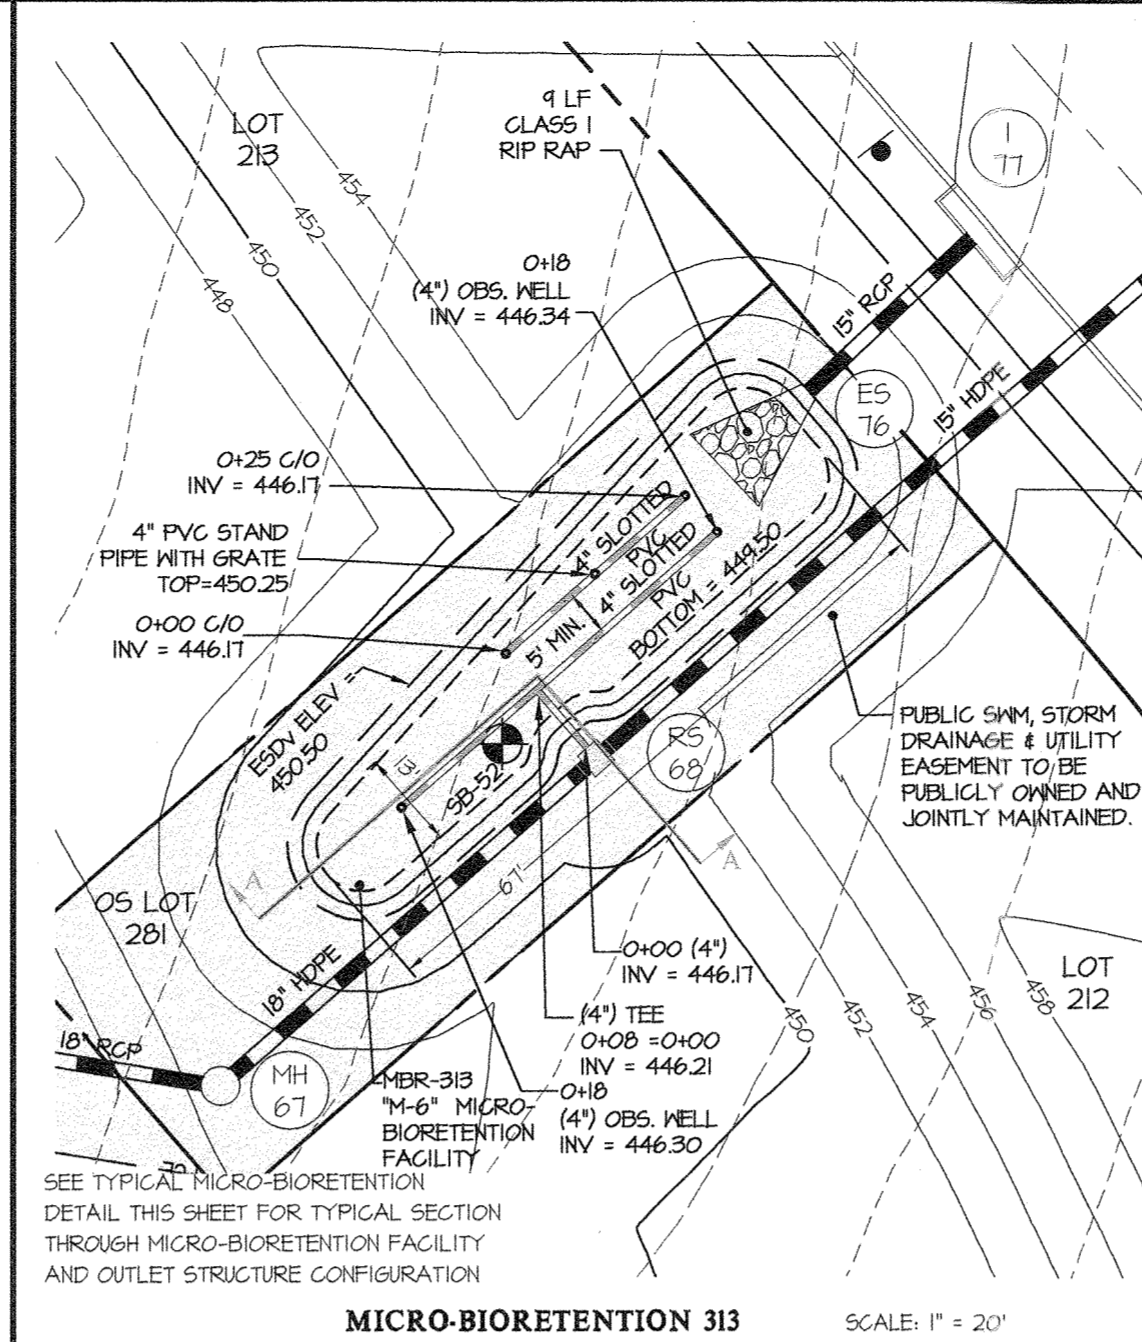 9 LF
CLASS I
RIP RAP
LOT
213
I
77
454
452
450
448
0+18
(4") OBS. WELL
INV = 446.34
15" RCP
15" HDPE
ES
76
0+25 C/O
INV = 446.17
4" PVC STAND
PIPE WITH GRATE
TOP=450.25
0+00 C/O
INV = 446.17
4" SLOTTED
PVC
4" SLOTTED
PVC
BOTTOM = 449.50
5' MIN.
ESDv ELEV =
450.50
PUBLIC SWM, STORM
DRAINAGE & UTILITY
EASEMENT TO BE
PUBLICLY OWNED AND
JOINTLY MAINTAINED.
RS
68
SB-52
13'
67'
A
A
OS LOT
281
18" HDPE
18" RCP
MH
67
0+00 (4")
INV = 446.17
(4") TEE
0+08 =0+00
INV = 446.21
MBR-313
"M-6" MICRO-
BIORETENTION
FACILITY
0+18
(4") OBS. WELL
INV = 446.30
450
452
454
456
458
LOT
212
SEE TYPICAL MICRO-BIORETENTION
DETAIL THIS SHEET FOR TYPICAL SECTION
THROUGH MICRO-BIORETENTION FACILITY
AND OUTLET STRUCTURE CONFIGURATION
MICRO-BIORETENTION 313
SCALE: 1" = 20'